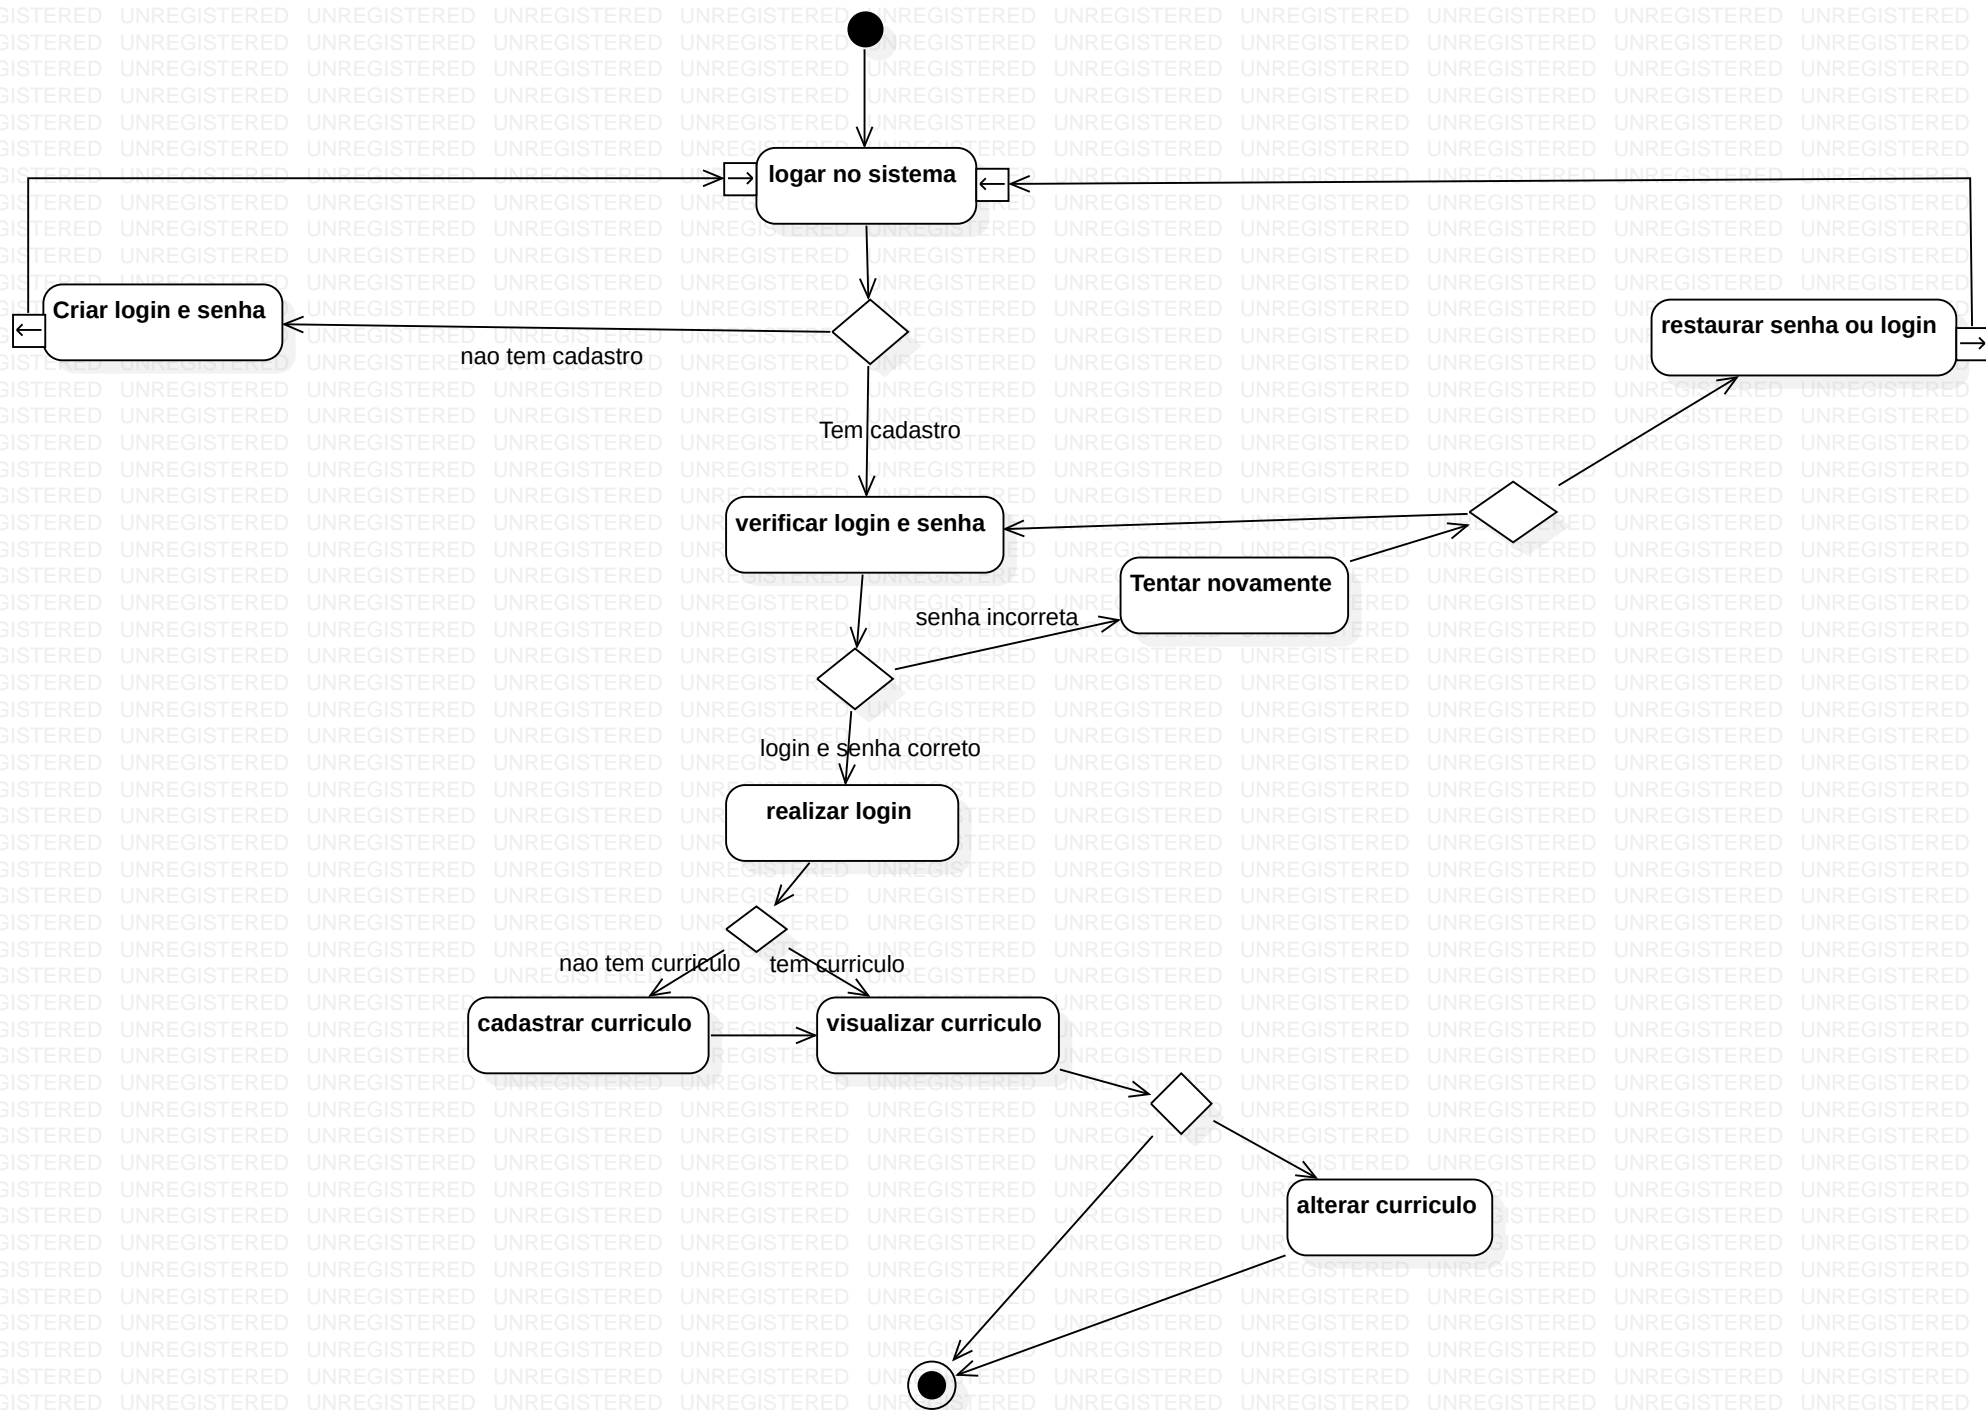 logar no sistema
Criar login e senha
restaurar senha ou login
nao tem cadastro
Tem cadastro
verificar login e senha
Tentar novamente
senha incorreta
login e senha correto
realizar login
nao tem curriculo
tem curriculo
cadastrar curriculo
visualizar curriculo
alterar curriculo
UNREGISTERED